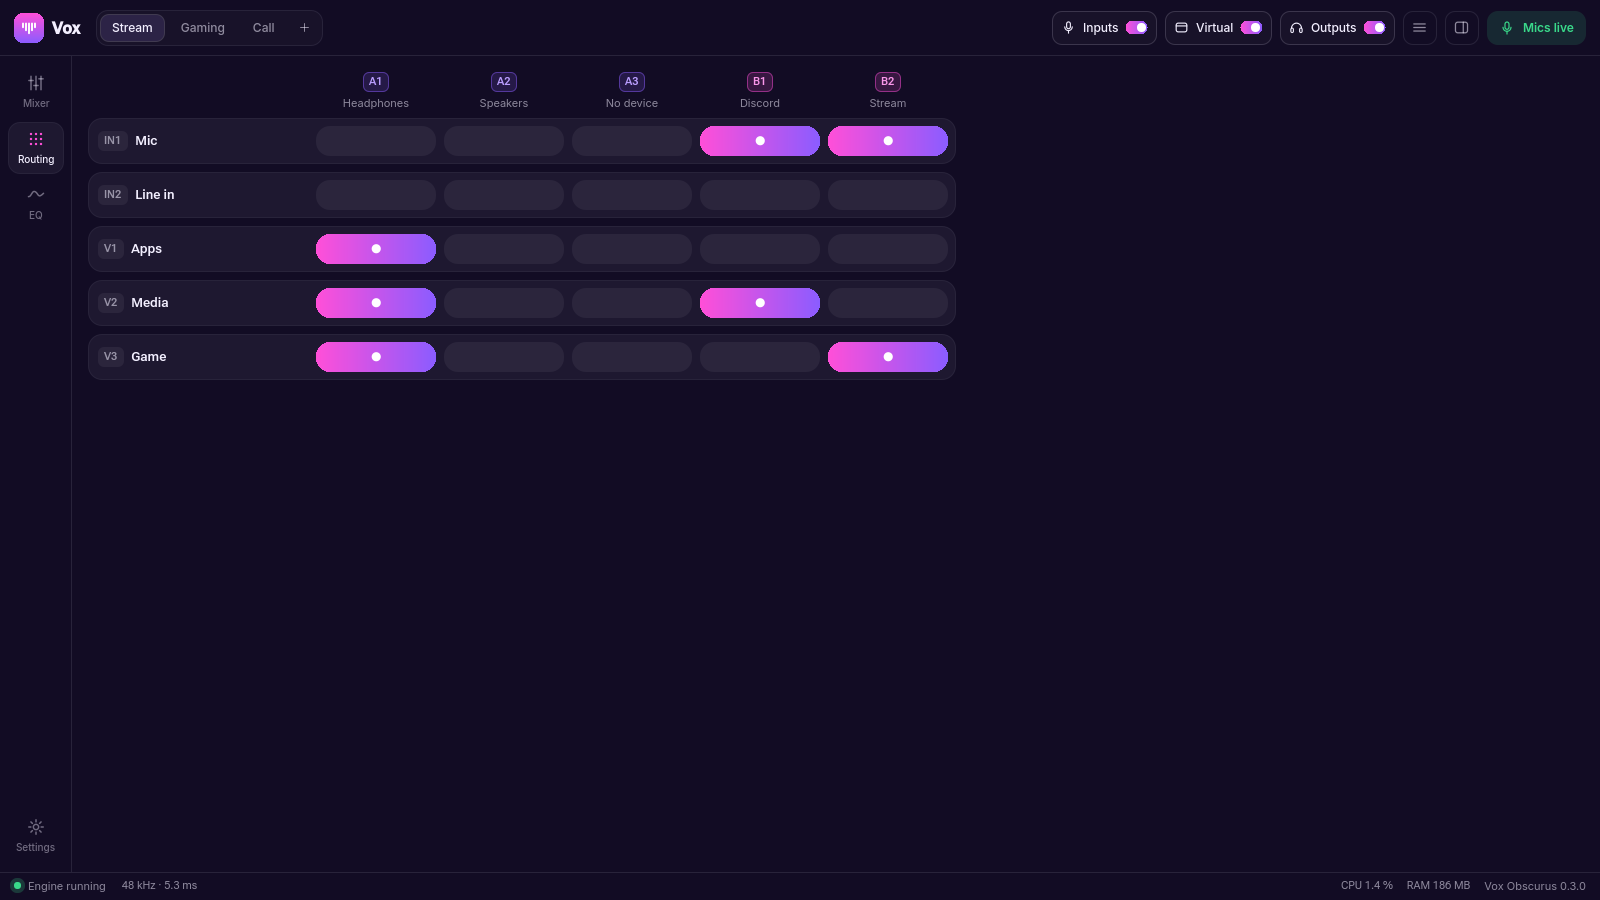 Vox
Stream Gaming Call +
Inputs Virtual Outputs Mics live
Mixer
Routing
EQ
Settings
A1 A2 A3 B1 B2
Headphones Speakers No device Discord Stream
IN1 Mic
IN2 Line in
V1 Apps
V2 Media
V3 Game
Engine running 48 kHz · 5.3 ms CPU 1.4 % RAM 186 MB Vox Obscurus 0.3.0